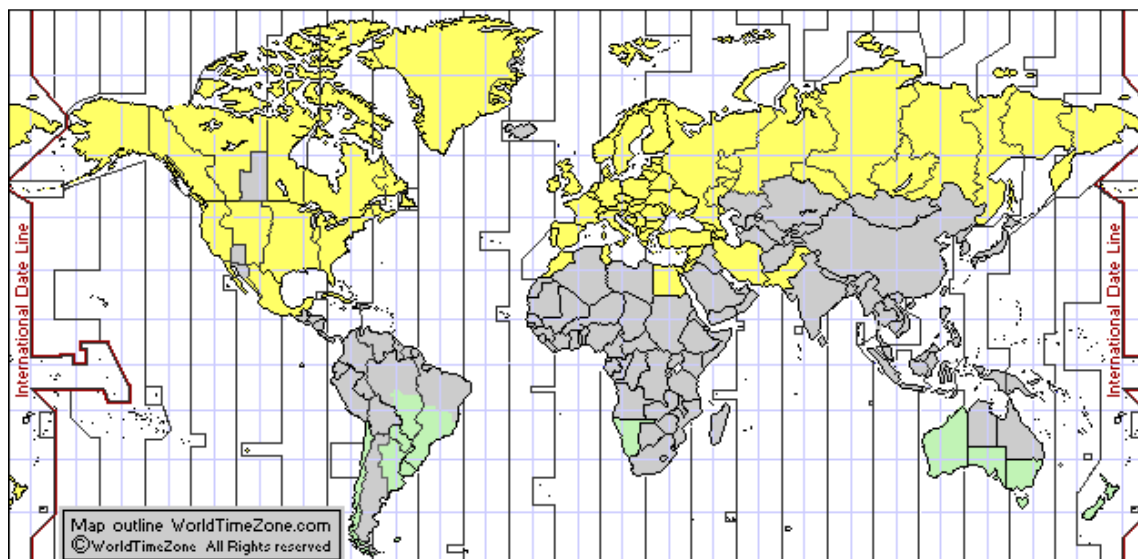 International Date Line
International Date Line
Map outline WorldTimeZone.com
©WorldTimeZone All Rights reserved